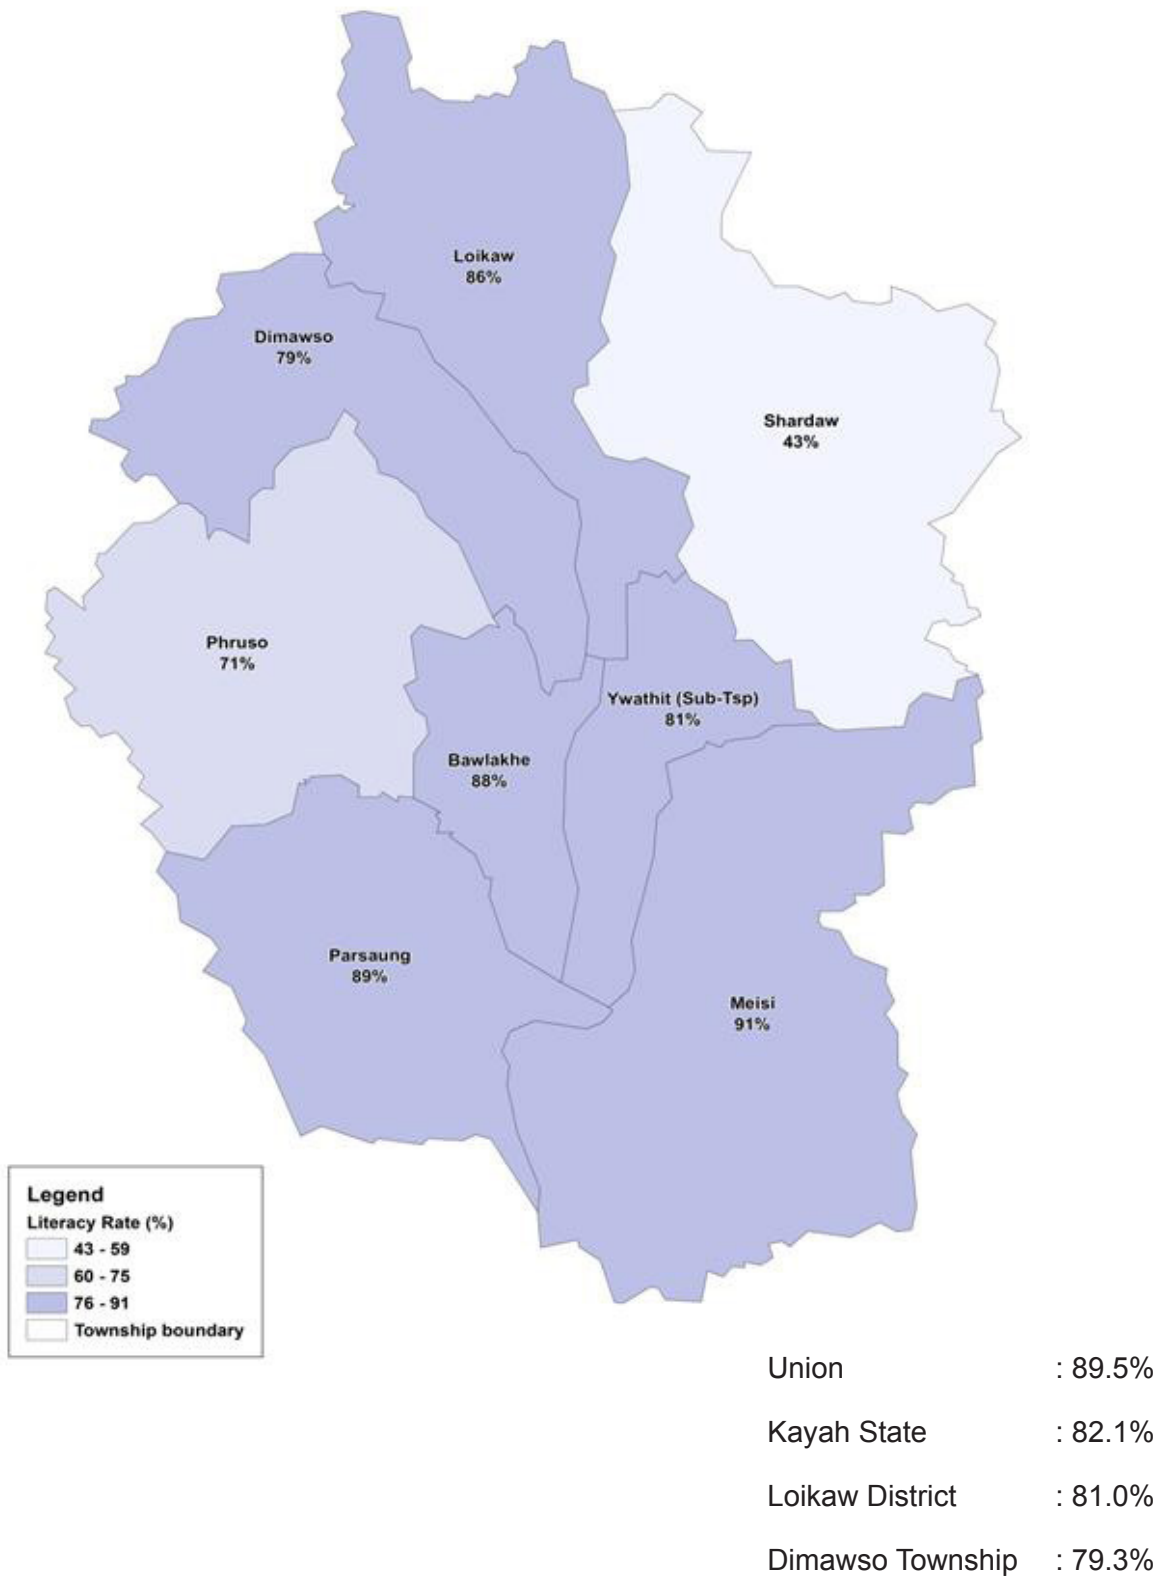 Loikaw
86%
Dimawso
79%
Shardaw
43%
Phruso
71%
Ywathit (Sub-Tsp)
81%
Bawlakhe
88%
Parsaung
89%
Meisi
91%
Legend
Literacy Rate (%)
43 - 59
60 - 75
76 - 91
Township boundary
Union : 89.5%
Kayah State : 82.1%
Loikaw District : 81.0%
Dimawso Township : 79.3%